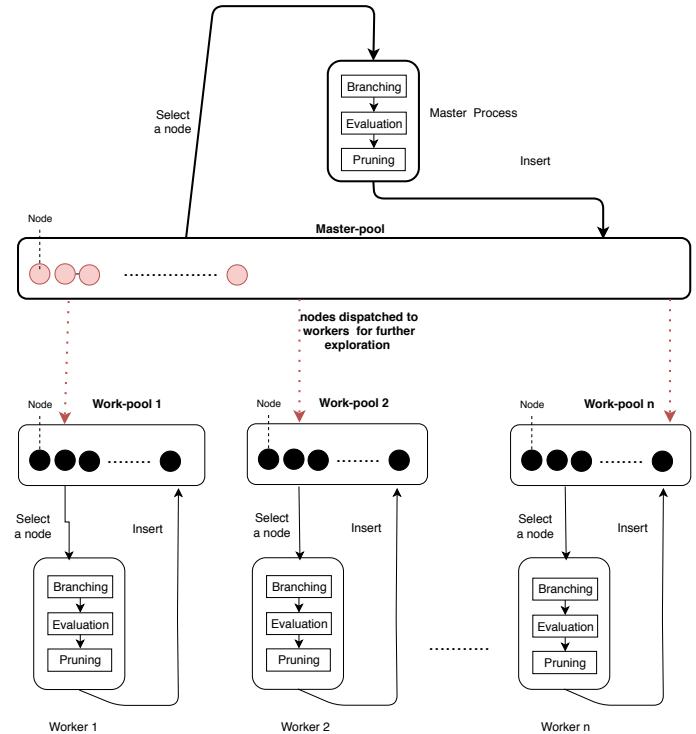 Branching
Select
a node
Evaluation
Master Process
Pruning
Insert
Node
Master-pool
nodes dispatched to
workers for further
exploration
Node
Work-pool 1
Node
Work-pool 2
Node
Work-pool n
Select
a node
Insert
Select
a node
Insert
Select
a node
Insert
Branching
Evaluation
Pruning
Branching
Evaluation
Pruning
Branching
Evaluation
Pruning
Worker 1
Worker 2
Worker n